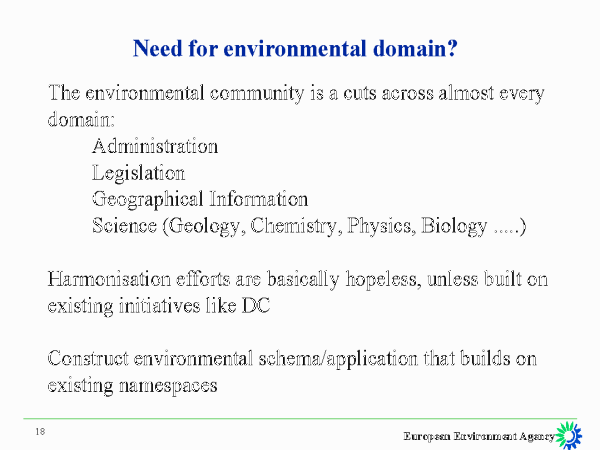 Need for environmental domain?
The environmental community is a cuts across almost every
domain:
Administration
Legislation
Geographical Information
Science (Geology, Chemistry, Physics, Biology .....)
Harmonisation efforts are basically hopeless, unless built on
existing initiatives like DC
Construct environmental schema/application that builds on
existing namespaces
18
European Environment Agency